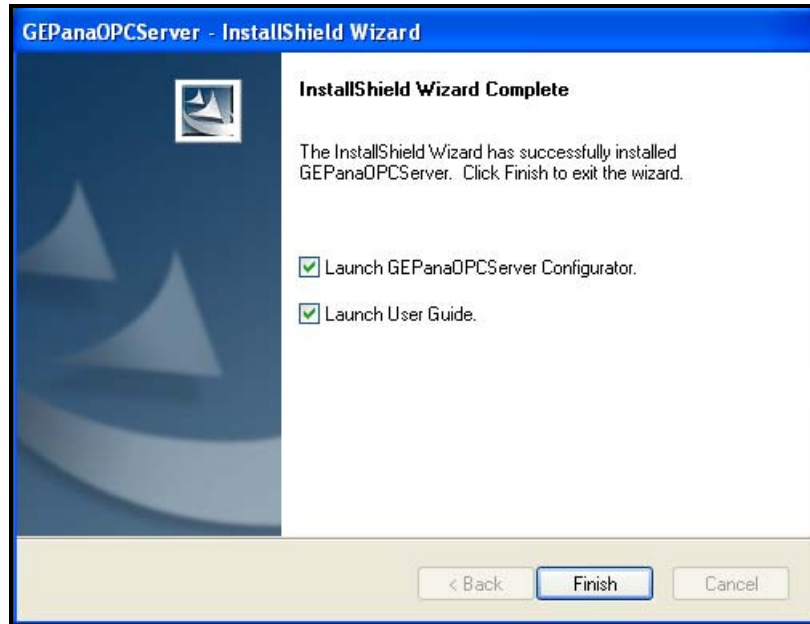 GEPanaOPCServer - InstallShield Wizard
InstallShield Wizard Complete
The InstallShield Wizard has successfully installed
GEPanaOPCServer. Click Finish to exit the wizard.
Launch GEPanaOPCServer Configurator.
Launch User Guide.
< Back
Finish
Cancel